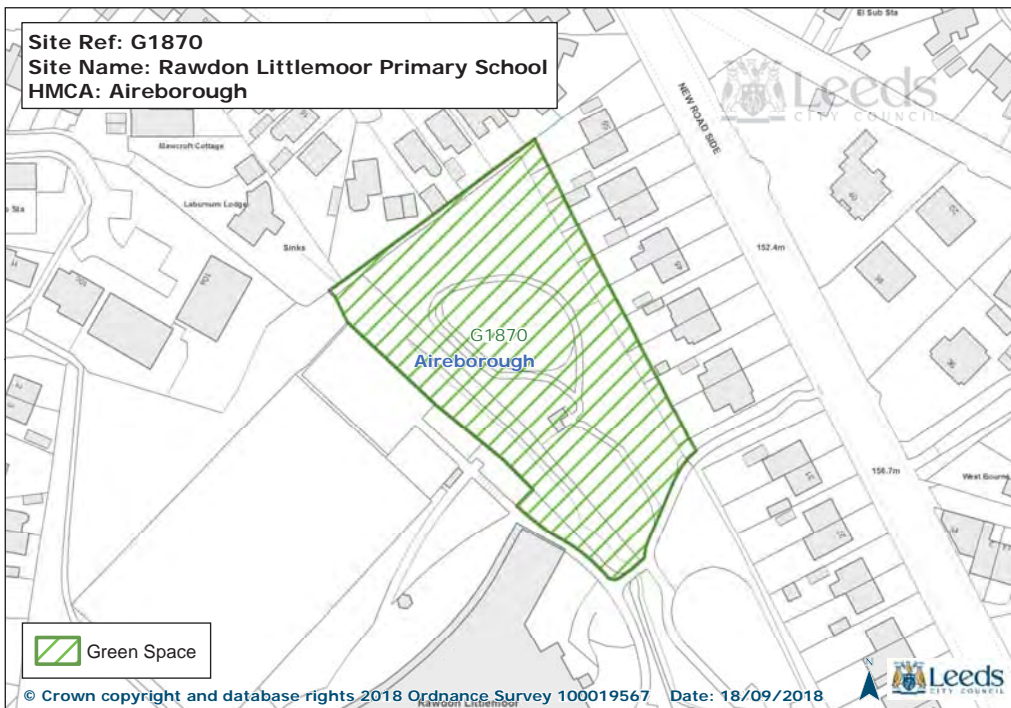 Site Ref: G1870
Site Name: Rawdon Littlemoor Primary School
HMCA: Aireborough
El Sub Sta
Leeds
CITY COUNCIL
NEW ROAD SIDE
Mewcroft Cottage
Laburnum Lodge
Sinks
10a
152.4m
G1870
Aireborough
156.7m
West Bourne
Green Space
N
Leeds
CITY COUNCIL
© Crown copyright and database rights 2018 Ordnance Survey 100019567 Date: 18/09/2018
Rawdon Littlemoor